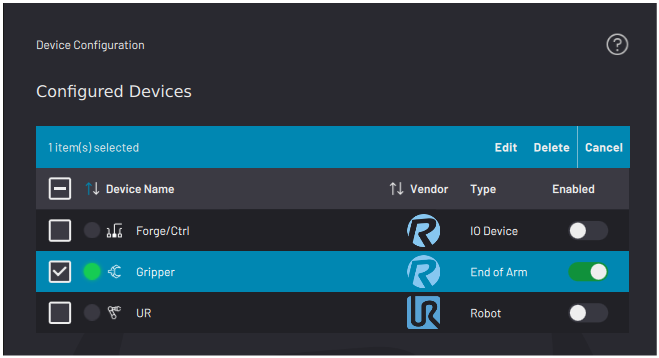 Device Configuration
?
Configured Devices
1 item(s) selected Edit Delete Cancel
Device Name Vendor Type Enabled
Forge/Ctrl R IO Device
Gripper R End of Arm
UR UR Robot